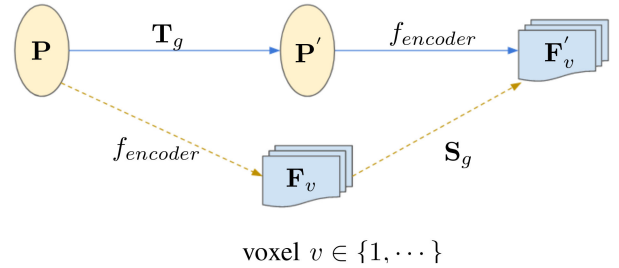 P T_g P′ f_encoder F′_v
f_encoder F_v S_g
voxel v ∈ {1, ⋯}